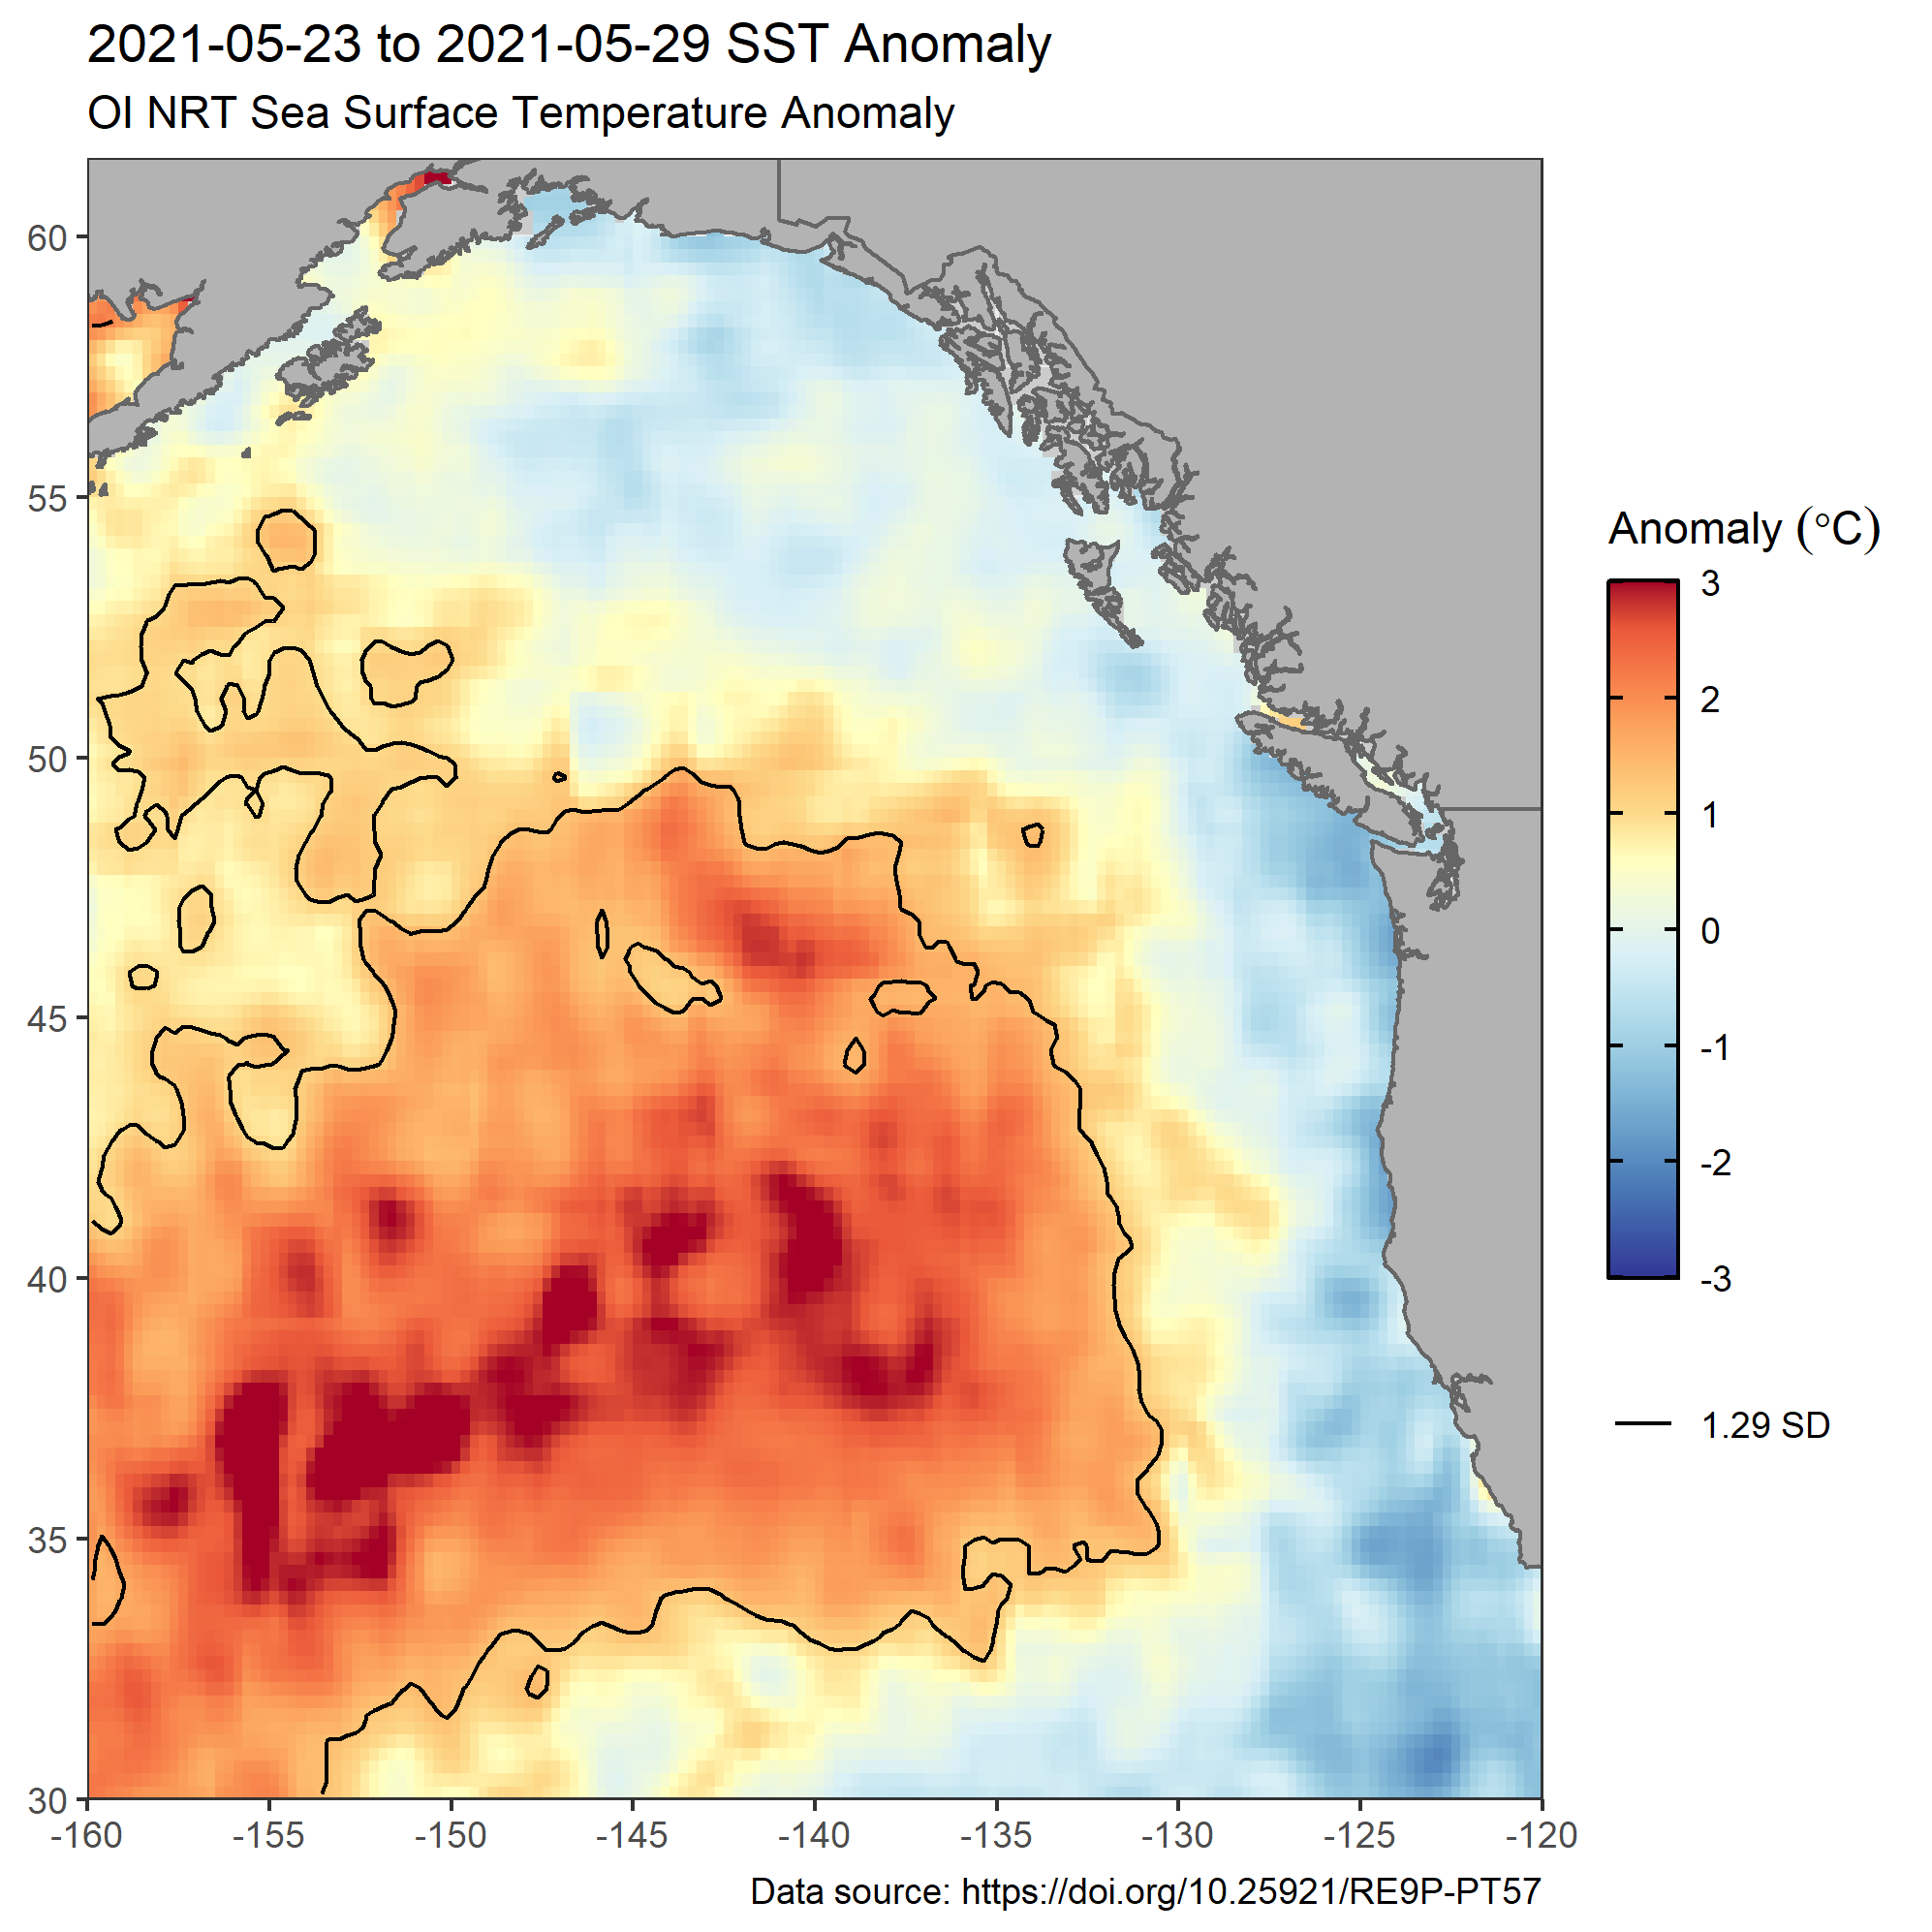 2021-05-23 to 2021-05-29 SST Anomaly
OI NRT Sea Surface Temperature Anomaly
60
55
50
45
40
35
30
-160 -155 -150 -145 -140 -135 -130 -125 -120
Anomaly (°C)
3
2
1
0
-1
-2
-3
1.29 SD
Data source: https://doi.org/10.25921/RE9P-PT57